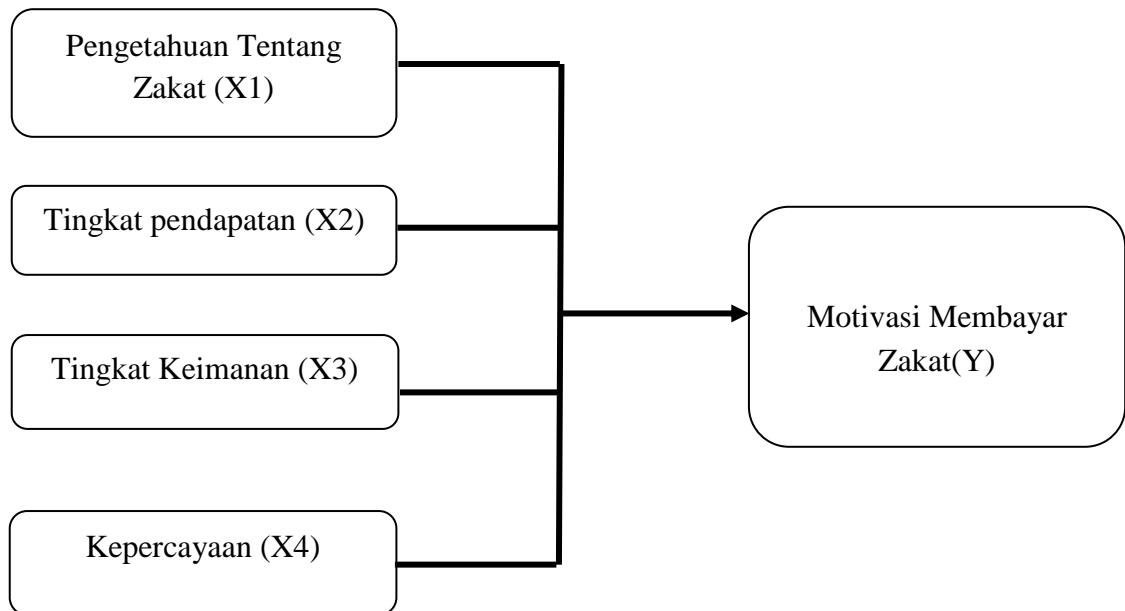 Pengetahuan Tentang
Zakat (X1)
Tingkat pendapatan (X2)
Tingkat Keimanan (X3)
Kepercayaan (X4)
Motivasi Membayar
Zakat(Y)